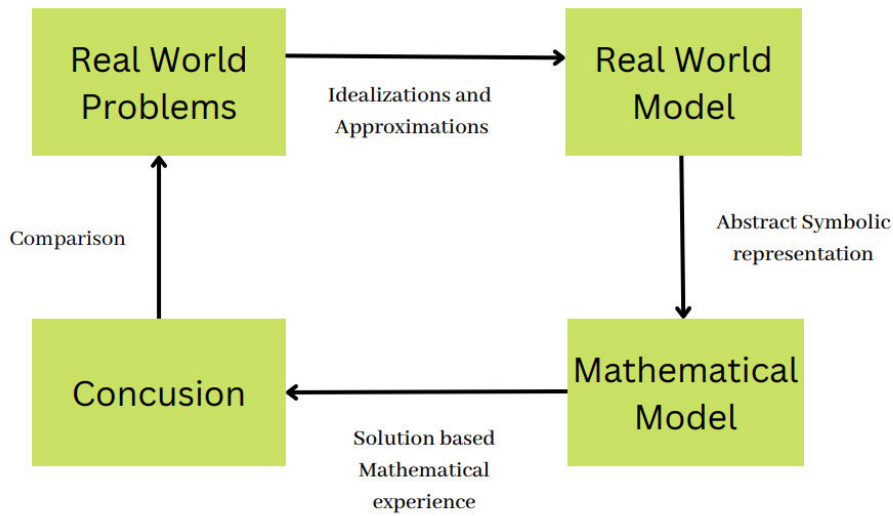 Real World
Problems
Idealizations and
Approximations
Real World
Model
Abstract Symbolic
representation
Mathematical
Model
Solution based
Mathematical
experience
Concusion
Comparison